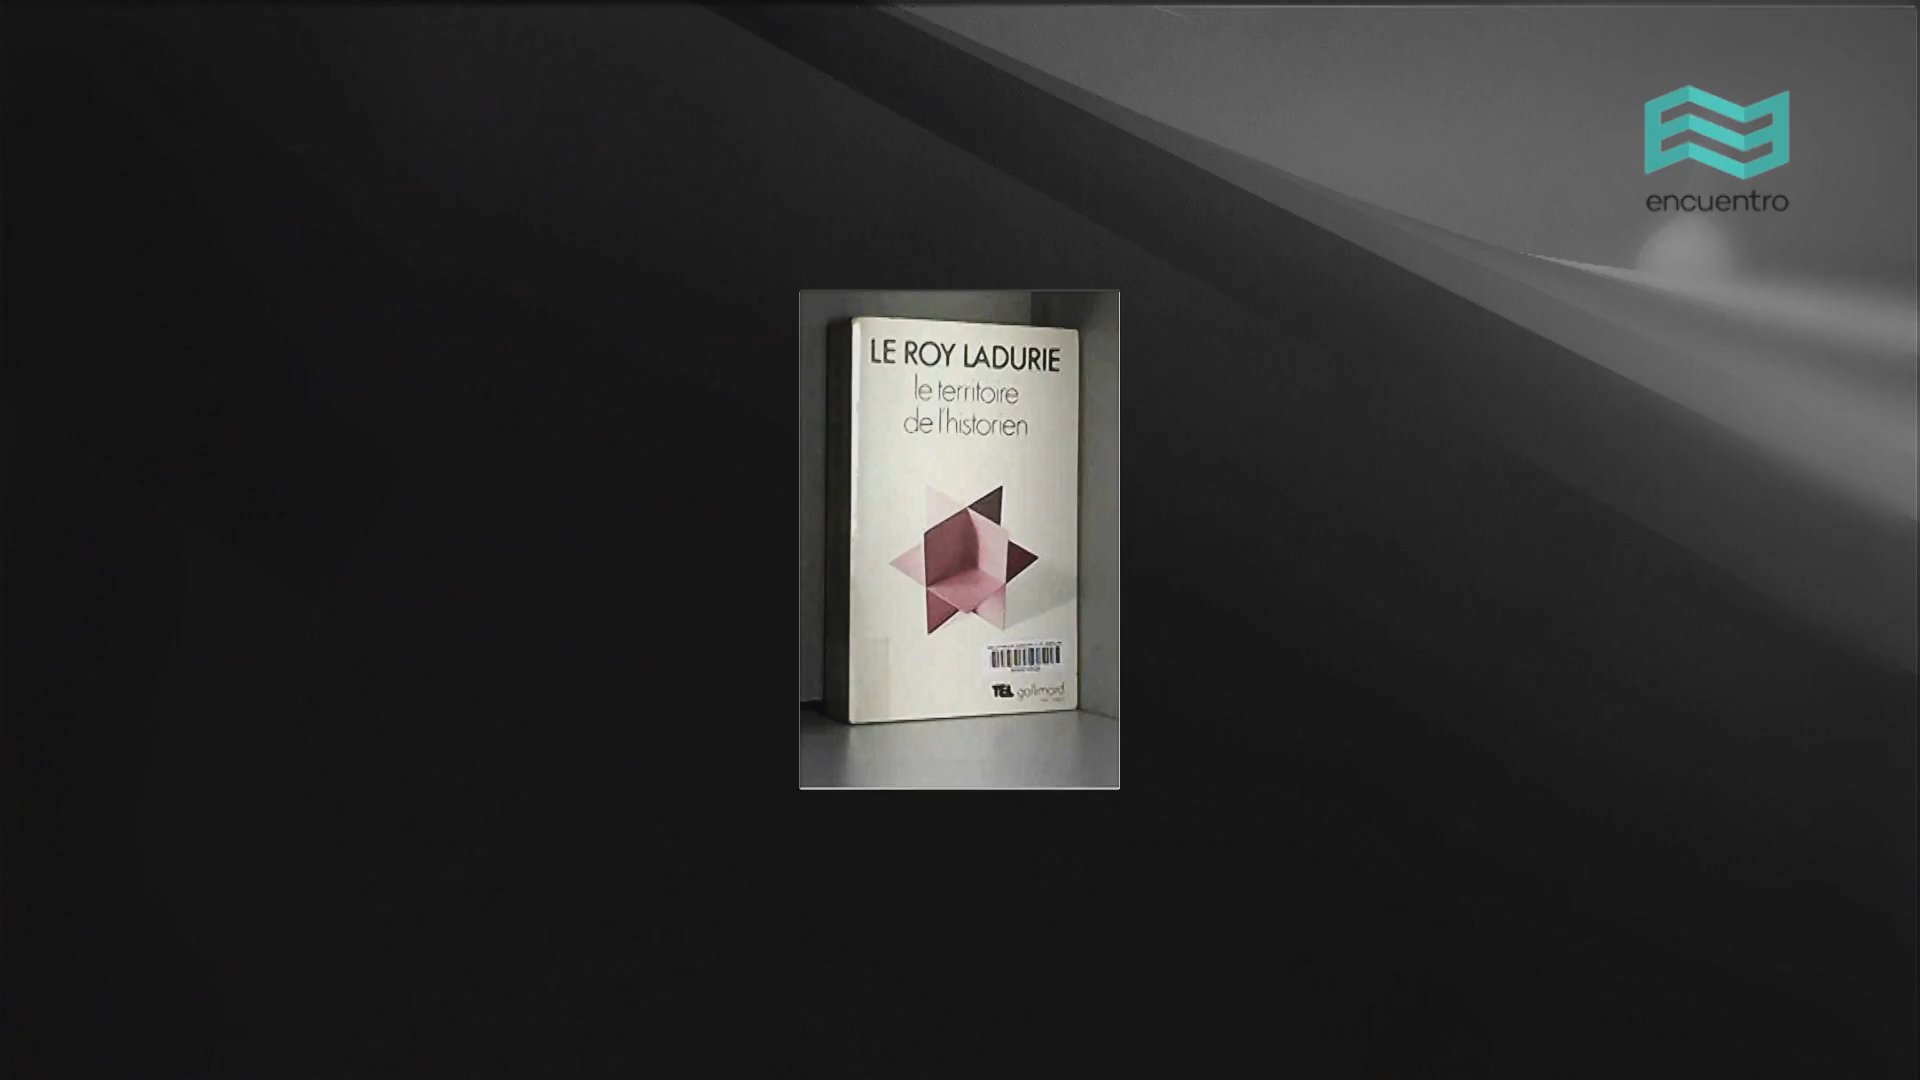 encuentro
LE ROY LADURIE
le territoire
de l'historien
TEL gallimard